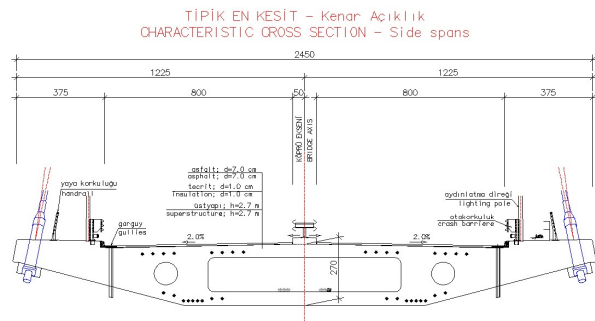 TİPİK EN KESİT - Kenar Açıklık
CHARACTERISTIC CROSS SECTION - Side spans
2450
1225
1225
375
800
50
800
375
KÖPRÜ EKSENİ
BRIDGE AXIS
asfalt; d=7.0 cm
asphalt; d=7.0 cm
tecrit; d=1.0 cm
insulation; d=1.0 cm
üstyapı; h=2.7 m
superstructure; h=2.7 m
yaya korkuluğu
handrail
garguy
gullies
aydınlatma direği
lighting pole
otokorkuluk
crash barriere
2.0%
2.0%
270